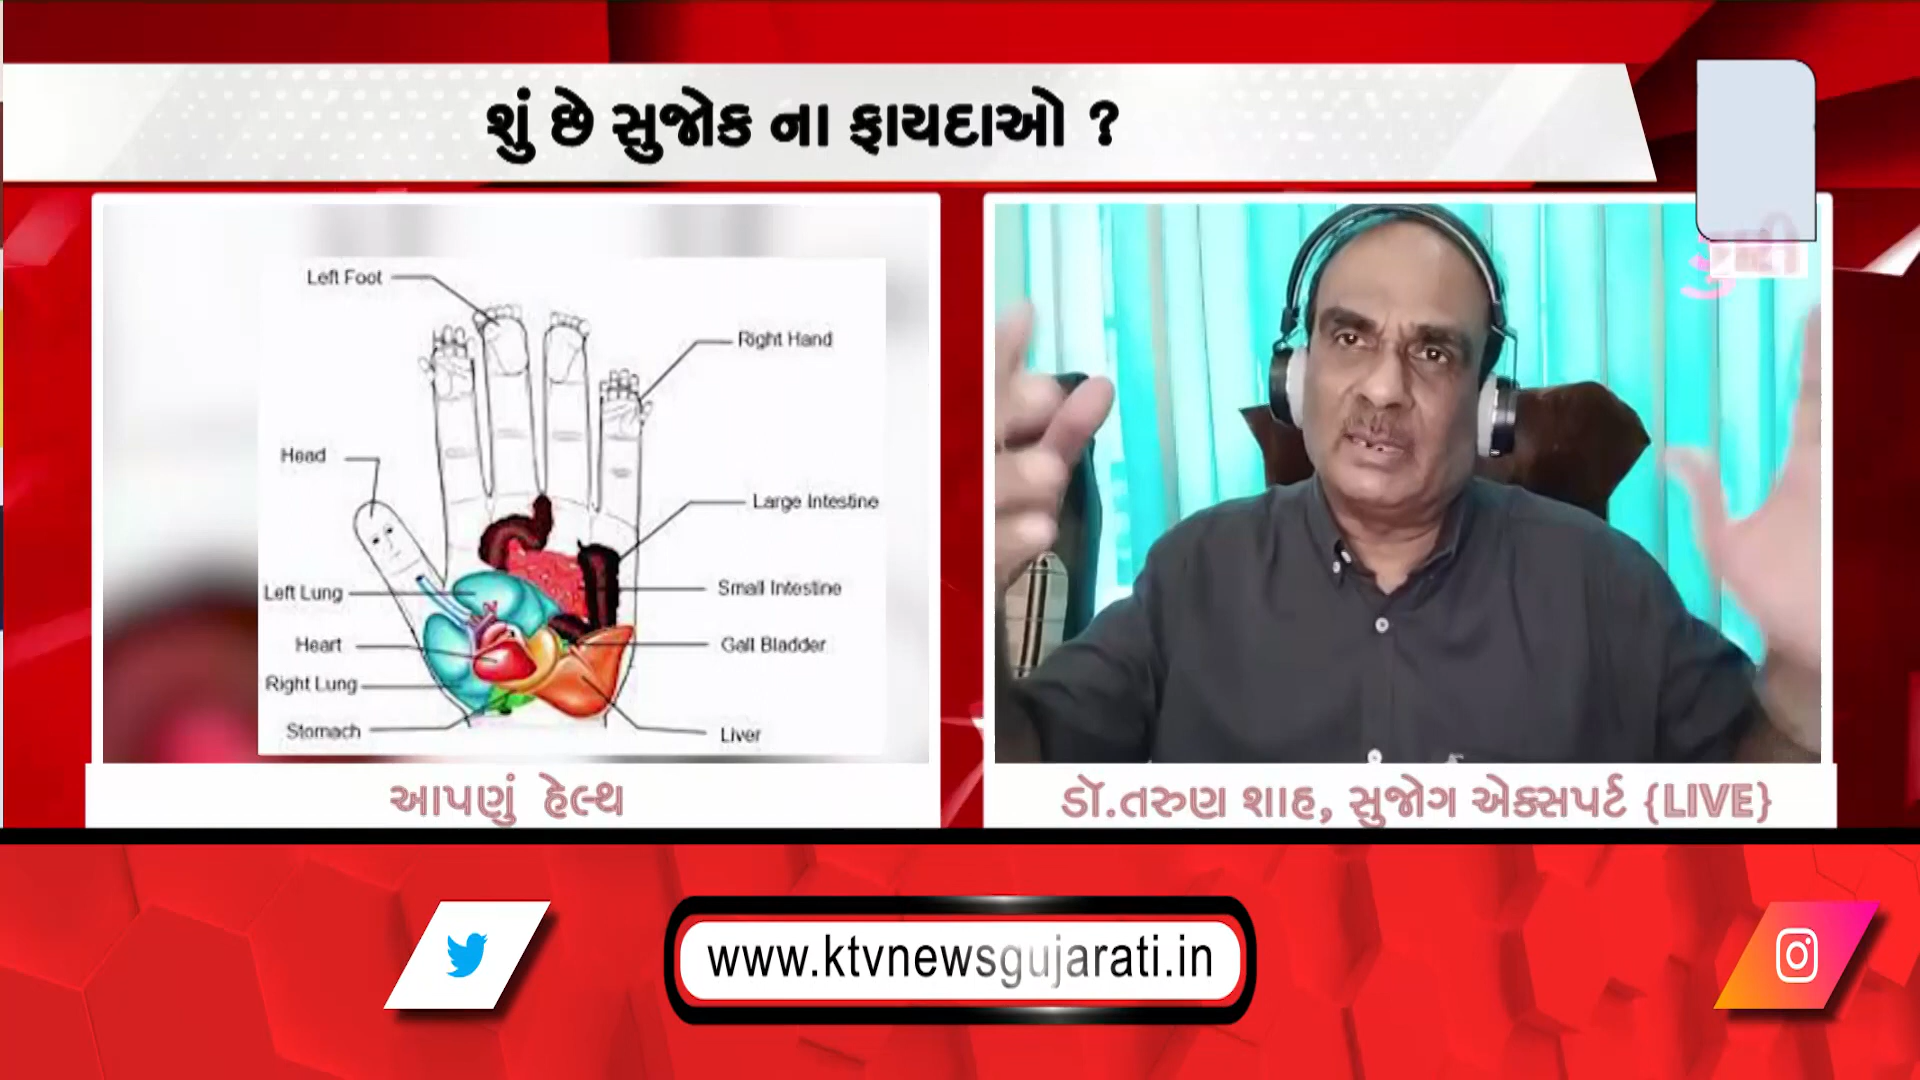 શું છે સુજોક ના ફાયદાઓ ?
Left Foot
Right Hand
Head
Large Intestine
Left Lung
Small Intestine
Heart
Gall Bladder
Right Lung
Stomach
Liver
આપણું હેલ્થ
ડૉ.તરુણ શાહ, સુજોગ એક્સપર્ટ {LIVE}
www.ktvnewsgujarati.in